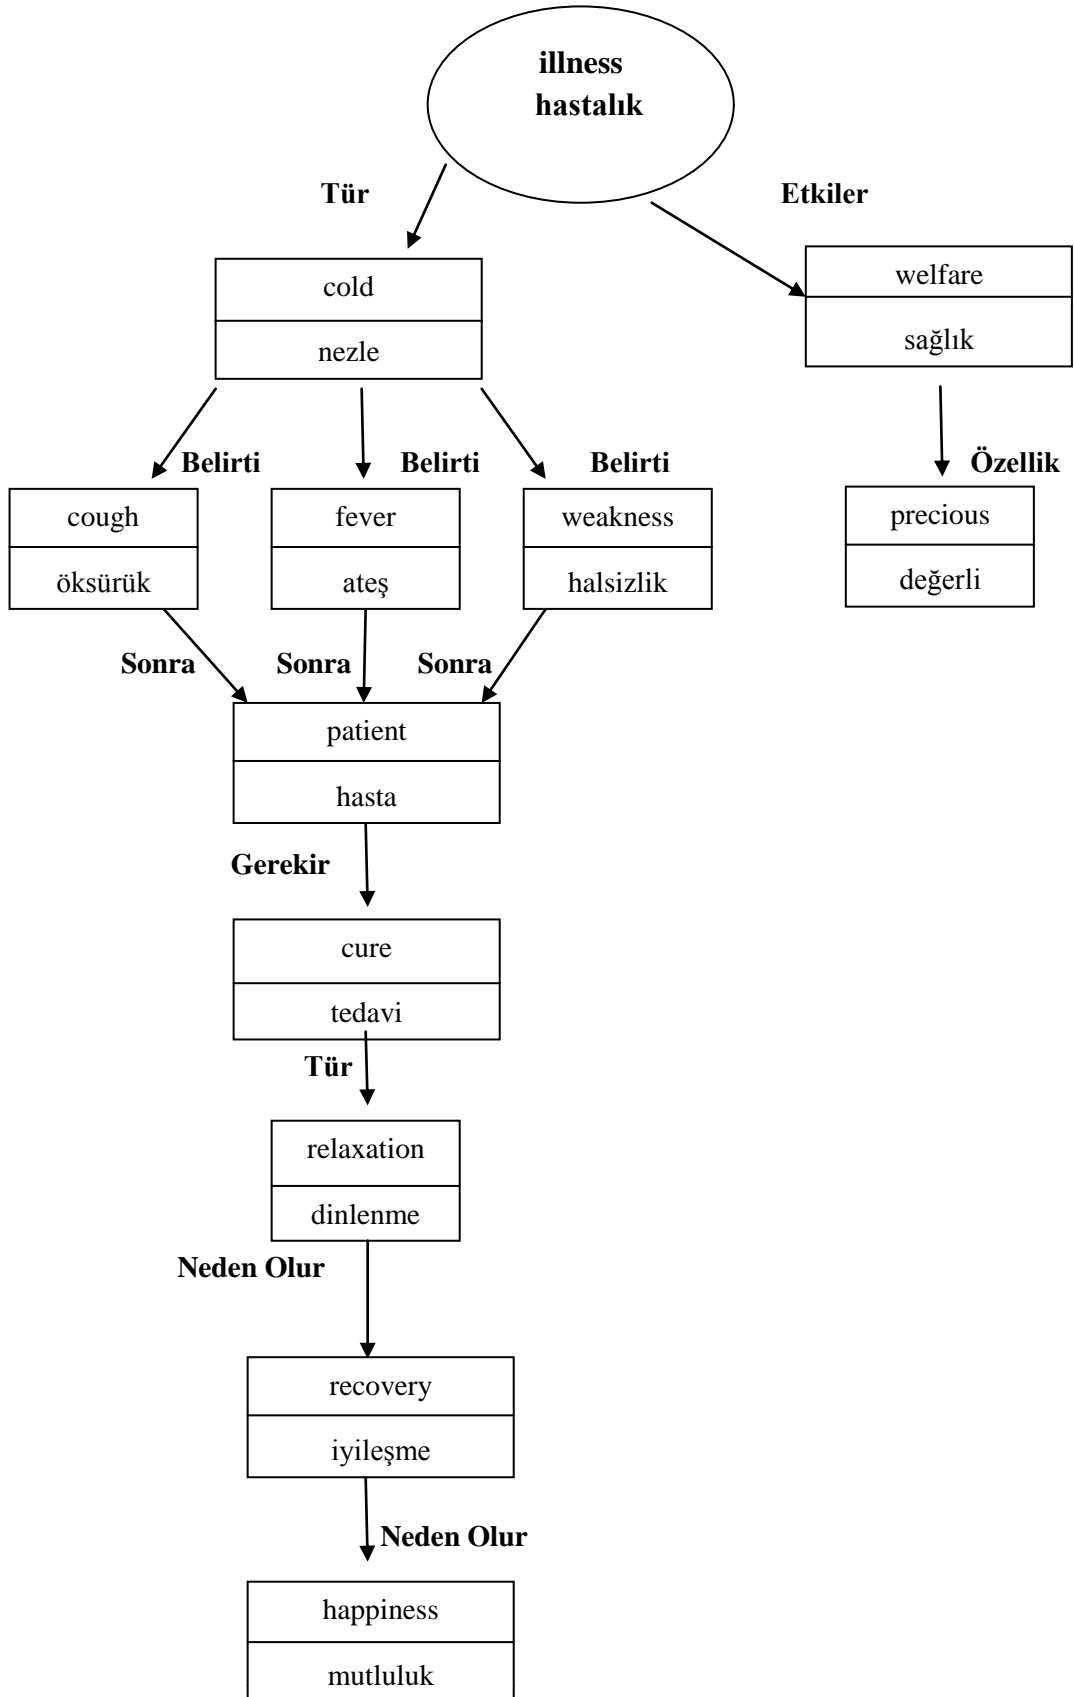 illness
hastalık
Tür
Etkiler
cold
nezle
welfare
sağlık
Belirti
Belirti
Belirti
Özellik
cough
öksürük
fever
ateş
weakness
halsizlik
precious
değerli
Sonra
Sonra
Sonra
patient
hasta
Gerekir
cure
tedavi
Tür
relaxation
dinlenme
Neden Olur
recovery
iyileşme
Neden Olur
happiness
mutluluk